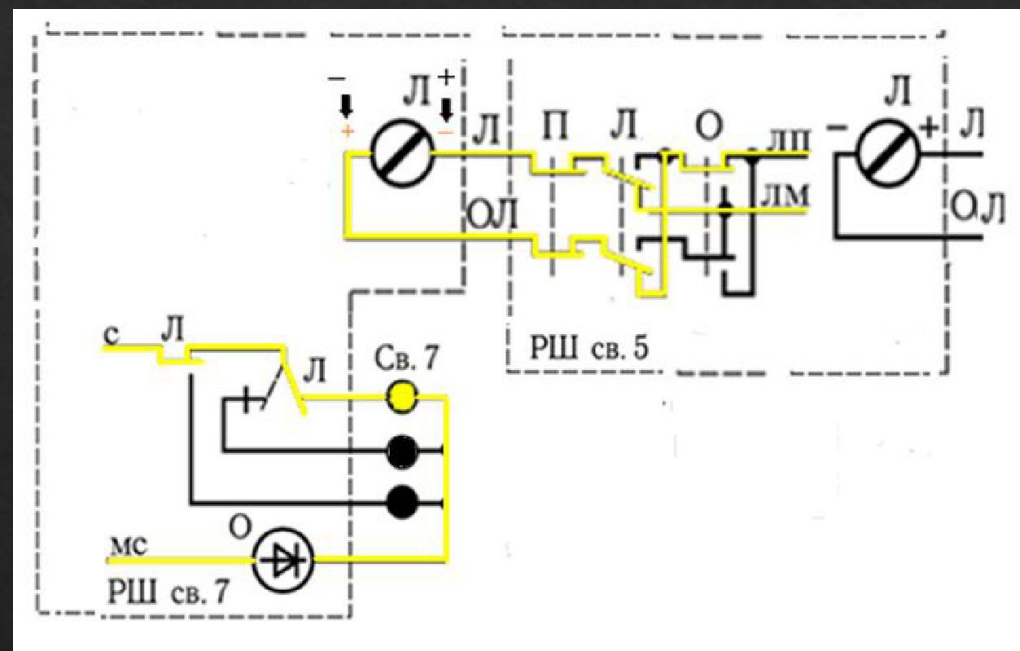 − + Л
+ −
Л П Л О ЛП
ЛМ
ОЛ
РШ св. 5
Л
− + Л
ОЛ
с Л
Л
Св. 7
О
мс
РШ св. 7